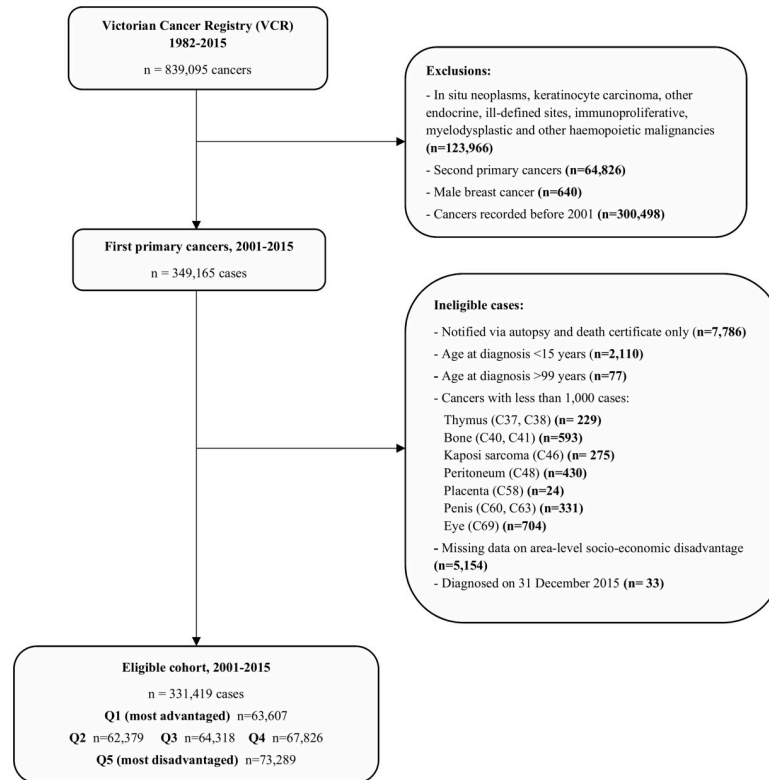 Victorian Cancer Registry (VCR)
1982-2015
n = 839,095 cancers
Exclusions:
- In situ neoplasms, keratinocyte carcinoma, other
endocrine, ill-defined sites, immunoproliferative,
myelodysplastic and other haemopoietic malignancies
(n=123,966)
- Second primary cancers (n=64,826)
- Male breast cancer (n=640)
- Cancers recorded before 2001 (n=300,498)
First primary cancers, 2001-2015
n = 349,165 cases
Ineligible cases:
- Notified via autopsy and death certificate only (n=7,786)
- Age at diagnosis <15 years (n=2,110)
- Age at diagnosis >99 years (n=77)
- Cancers with less than 1,000 cases:
Thymus (C37, C38) (n= 229)
Bone (C40, C41) (n=593)
Kaposi sarcoma (C46) (n= 275)
Peritoneum (C48) (n=430)
Placenta (C58) (n=24)
Penis (C60, C63) (n=331)
Eye (C69) (n=704)
- Missing data on area-level socio-economic disadvantage
(n=5,154)
- Diagnosed on 31 December 2015 (n= 33)
Eligible cohort, 2001-2015
n = 331,419 cases
Q1 (most advantaged) n=63,607
Q2 n=62,379 Q3 n=64,318 Q4 n=67,826
Q5 (most disadvantaged) n=73,289